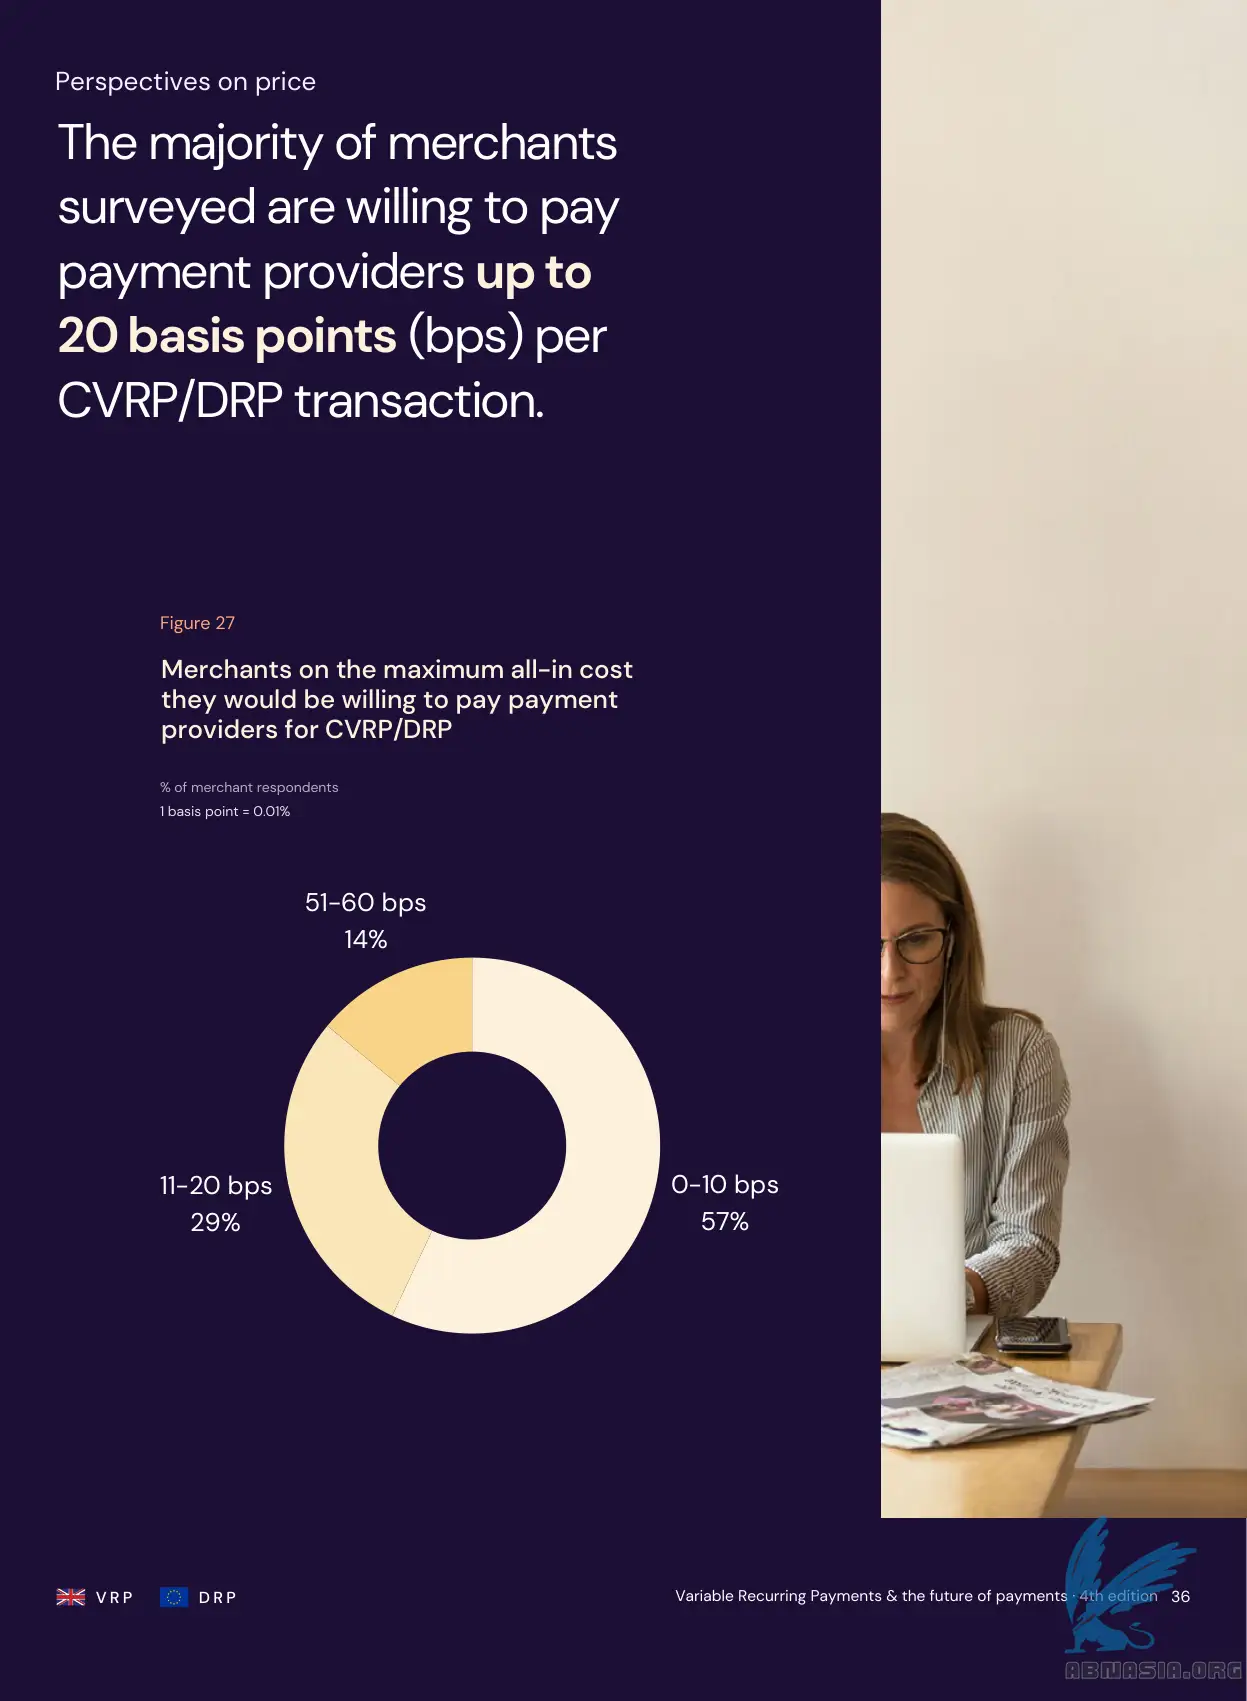 Perspectives on price
The majority of merchants
surveyed are willing to pay
payment providers up to
20 basis points (bps) per
CVRP/DRP transaction.
Figure 27
Merchants on the maximum all-in cost
they would be willing to pay payment
providers for CVRP/DRP
% of merchant respondents
1 basis point = 0.01%
51-60 bps
14%
11-20 bps
29%
0-10 bps
57%
VRP
DRP
Variable Recurring Payments & the future of payments · 4th edition 36
ABNASIA.ORG